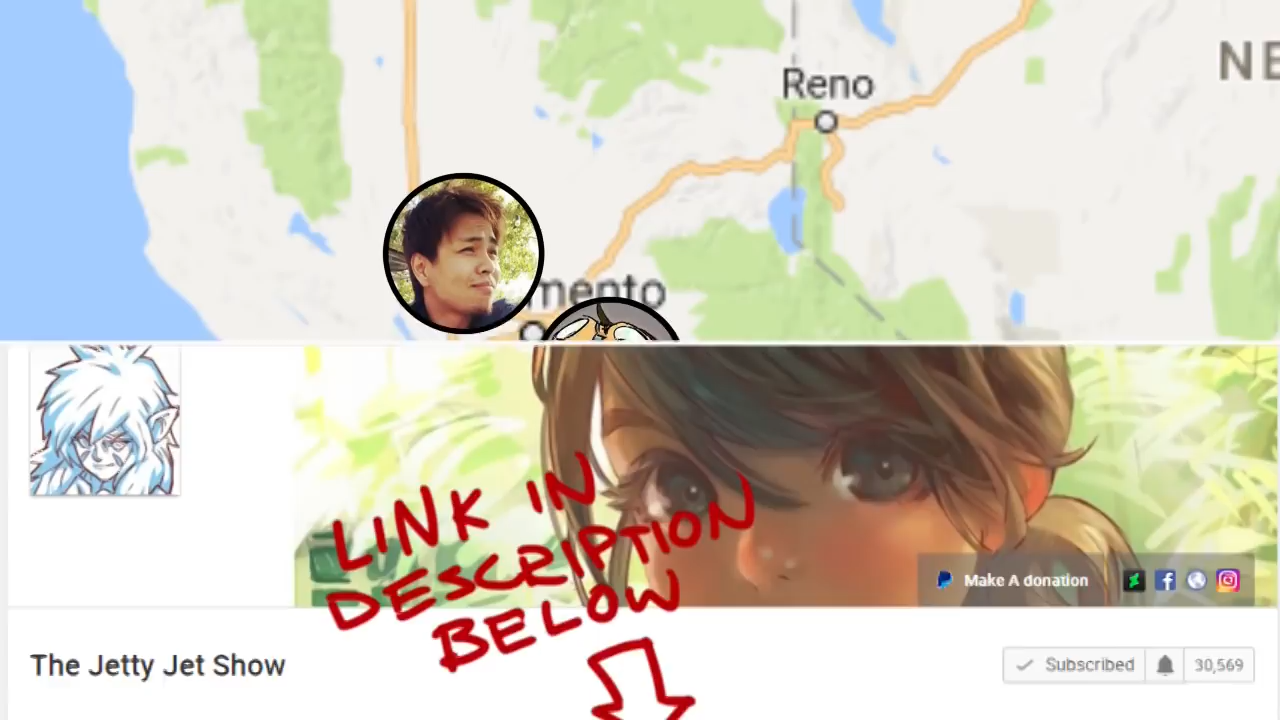 Reno
NE
mento
LINK IN
DESCRIPTION
BELOW
Make A donation
The Jetty Jet Show
Subscribed
30,569